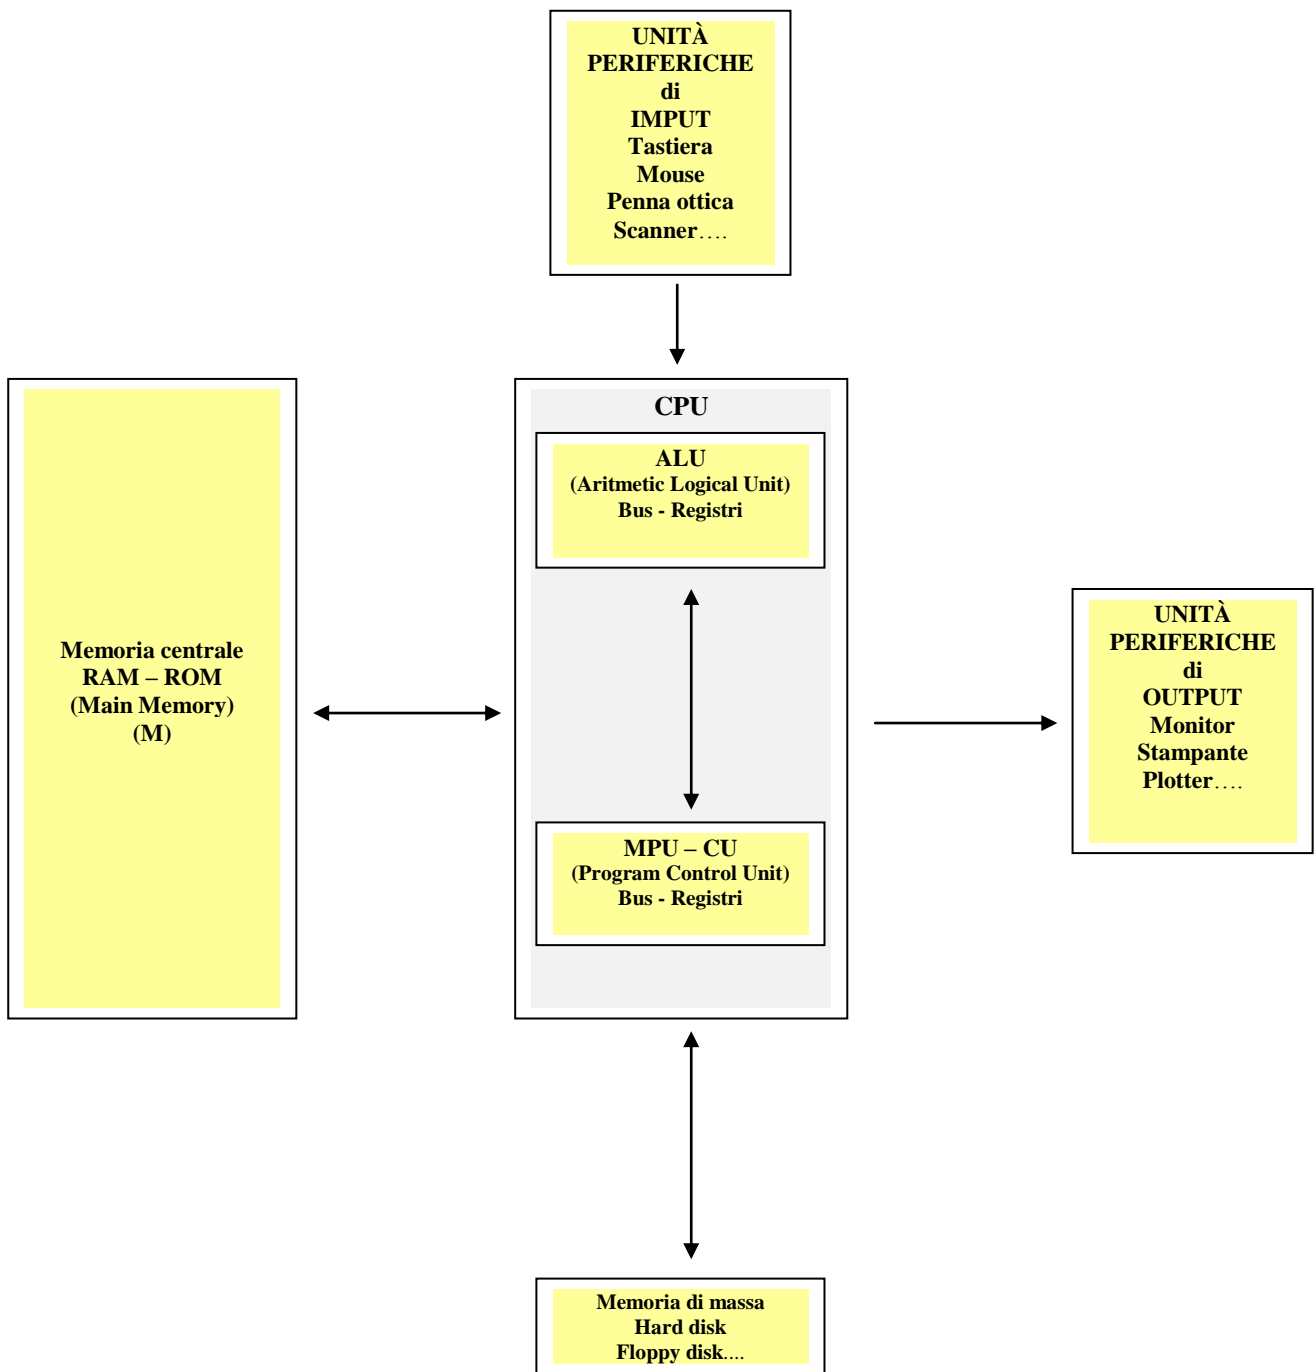 UNITÀ
PERIFERICHE
di
IMPUT
Tastiera
Mouse
Penna ottica
Scanner….
Memoria centrale
RAM – ROM
(Main Memory)
(M)
CPU
ALU
(Aritmetic Logical Unit)
Bus - Registri
MPU – CU
(Program Control Unit)
Bus - Registri
UNITÀ
PERIFERICHE
di
OUTPUT
Monitor
Stampante
Plotter….
Memoria di massa
Hard disk
Floppy disk....